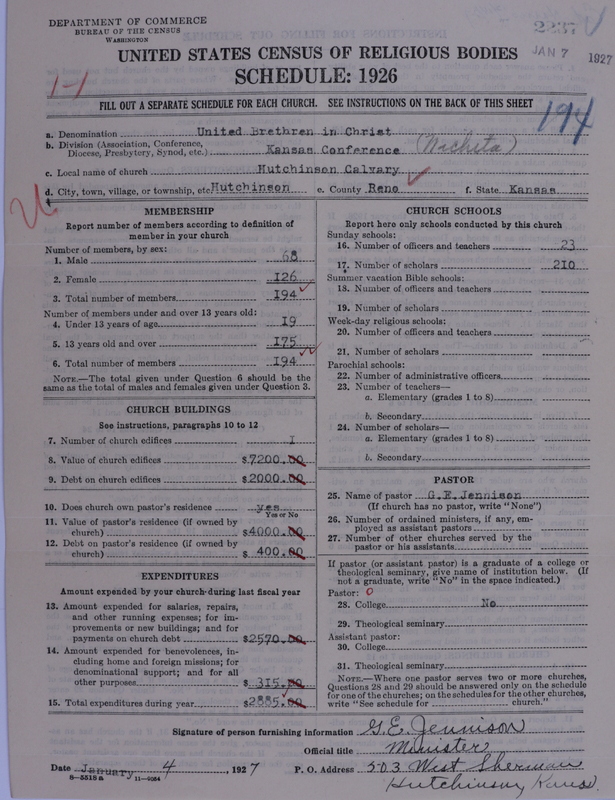 DEPARTMENT OF COMMERCE
BUREAU OF THE CENSUS
WASHINGTON
2237
JAN 7 1927
UNITED STATES CENSUS OF RELIGIOUS BODIES
SCHEDULE: 1926
1-1
194
FILL OUT A SEPARATE SCHEDULE FOR EACH CHURCH. SEE INSTRUCTIONS ON THE BACK OF THIS SHEET
a. Denomination United Brethren in Christ
b. Division (Association, Conference, Diocese, Presbytery, Synod, etc.) Kansas Conference (Wichita)
c. Local name of church Hutchinson Calvary
d. City, town, village, or township, etc. Hutchinson e. County Reno f. State Kansas
MEMBERSHIP
Report number of members according to definition of
member in your church
Number of members, by sex:
1. Male 68
2. Female 126
3. Total number of members 194
Number of members under and over 13 years old:
4. Under 13 years of age 19
5. 13 years old and over 175
6. Total number of members 194
NOTE.—The total given under Question 6 should be the
same as the total of males and females given under Question 3.
CHURCH BUILDINGS
See instructions, paragraphs 10 to 12
7. Number of church edifices 1
8. Value of church edifices $7200.00
9. Debt on church edifices $2000.00
10. Does church own pastor's residence yes
Yes or No
11. Value of pastor's residence (if owned by
church) $4000.00
12. Debt on pastor's residence (if owned by
church) $ 400.00
EXPENDITURES
Amount expended by your church during last fiscal year
13. Amount expended for salaries, repairs,
and other running expenses; for im-
provements or new buildings; and for
payments on church debt $2570.00
14. Amount expended for benevolences, in-
cluding home and foreign missions; for
denominational support; and for all
other purposes $ 315.00
15. Total expenditures during year $2885.00
CHURCH SCHOOLS
Report here only schools conducted by this church
Sunday schools:
16. Number of officers and teachers 23
17. Number of scholars 210
Summer vacation Bible schools:
18. Number of officers and teachers
19. Number of scholars
Week-day religious schools:
20. Number of officers and teachers
21. Number of scholars
Parochial schools:
22. Number of administrative officers
23. Number of teachers—
a. Elementary (grades 1 to 8)
b. Secondary
24. Number of scholars—
a. Elementary (grades 1 to 8)
b. Secondary
PASTOR
25. Name of pastor G.E. Jennison
(If church has no pastor, write "None")
26. Number of ordained ministers, if any, em-
ployed as assistant pastors
27. Number of other churches served by the
pastor or his assistants
If pastor (or assistant pastor) is a graduate of a college or
theological seminary, give name of institution below. (If
not a graduate, write "No" in the space indicated.)
Pastor: 0
28. College No
29. Theological seminary
Assistant pastor:
30. College
31. Theological seminary
NOTE.—Where one pastor serves two or more churches,
Questions 28 and 29 should be answered only on the schedule
for one of the churches; on the schedules for the other churches,
write "See schedule for church."
Signature of person furnishing information G.E. Jennison
Official title Minister
Date January 4, 1927 P. O. Address 503 West Sherman
8-5518a 11-9034 Hutchinson, Kans.